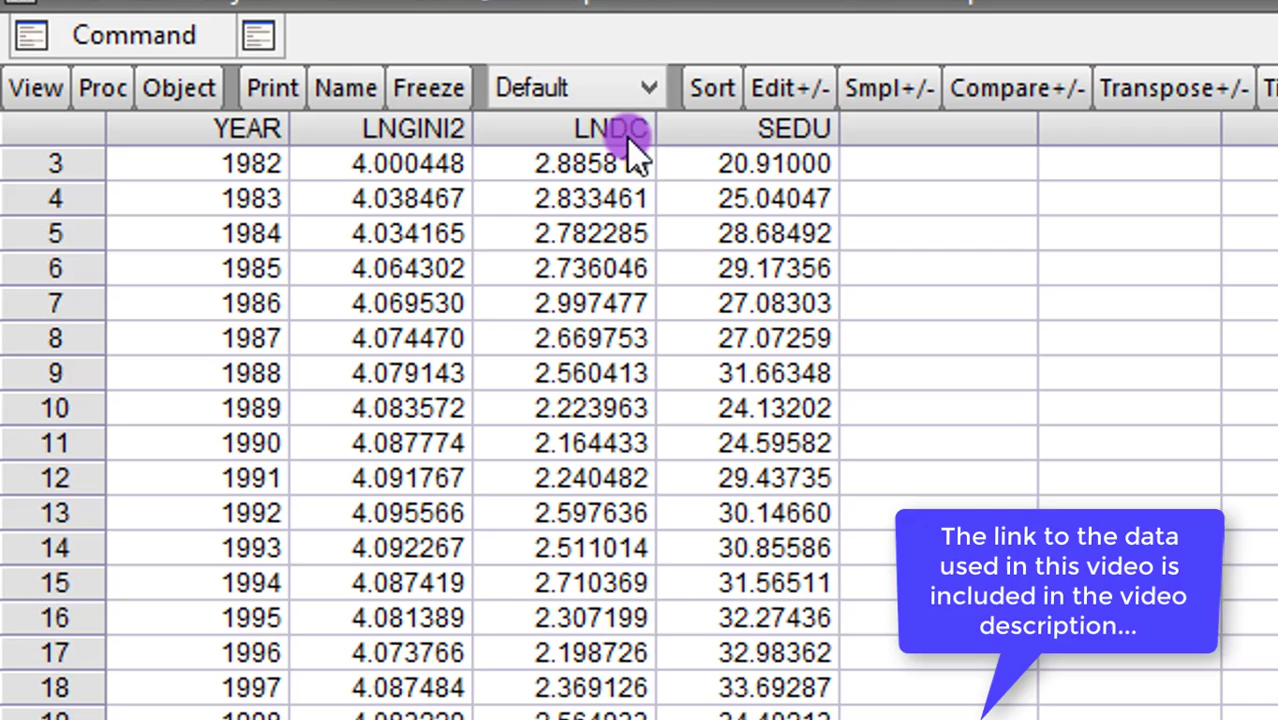 Command
View Proc Object Print Name Freeze Default Sort Edit+/- Smpl+/- Compare+/- Transpose+/-
YEAR LNGINI2 LNDC SEDU
3 1982 4.000448 20.91000
4 1983 4.038467 2.833461 25.04047
5 1984 4.034165 2.782285 28.68492
6 1985 4.064302 2.736046 29.17356
7 1986 4.069530 2.997477 27.08303
8 1987 4.074470 2.669753 27.07259
9 1988 4.079143 2.560413 31.66348
10 1989 4.083572 2.223963 24.13202
11 1990 4.087774 2.164433 24.59582
12 1991 4.091767 2.240482 29.43735
13 1992 4.095566 2.597636 30.14660
14 1993 4.092267 2.511014 30.85586
15 1994 4.087419 2.710369 31.56511
16 1995 4.081389 2.307199 32.27436
17 1996 4.073766 2.198726 32.98362
18 1997 4.087484 2.369126 33.69287
The link to the data
used in this video is
included in the video
description...